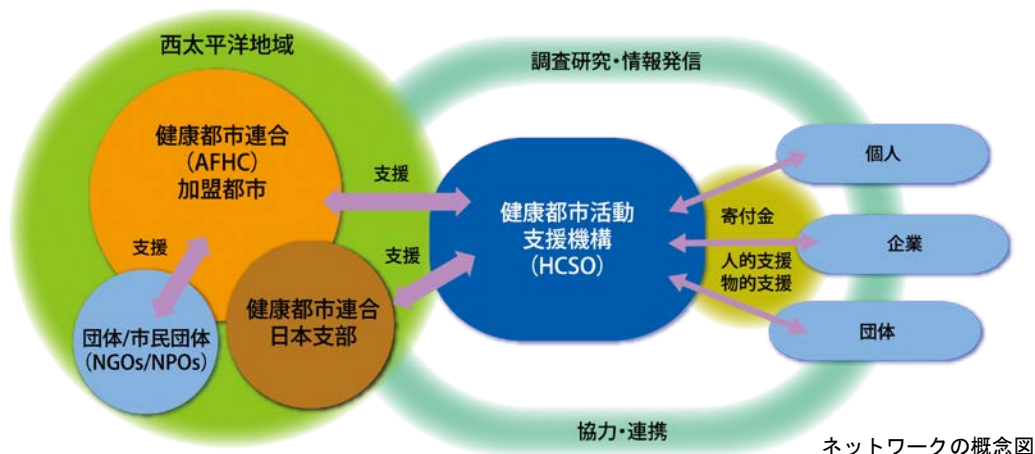 西太平洋地域
健康都市連合
(AFHC)
加盟都市
支援
団体/市民団体
(NGOs/NPOs)
健康都市連合
日本支部
支援
支援
調査研究・情報発信
健康都市活動
支援機構
(HCSO)
寄付金
人的支援
物的支援
個人
企業
団体
協力・連携
ネットワークの概念図